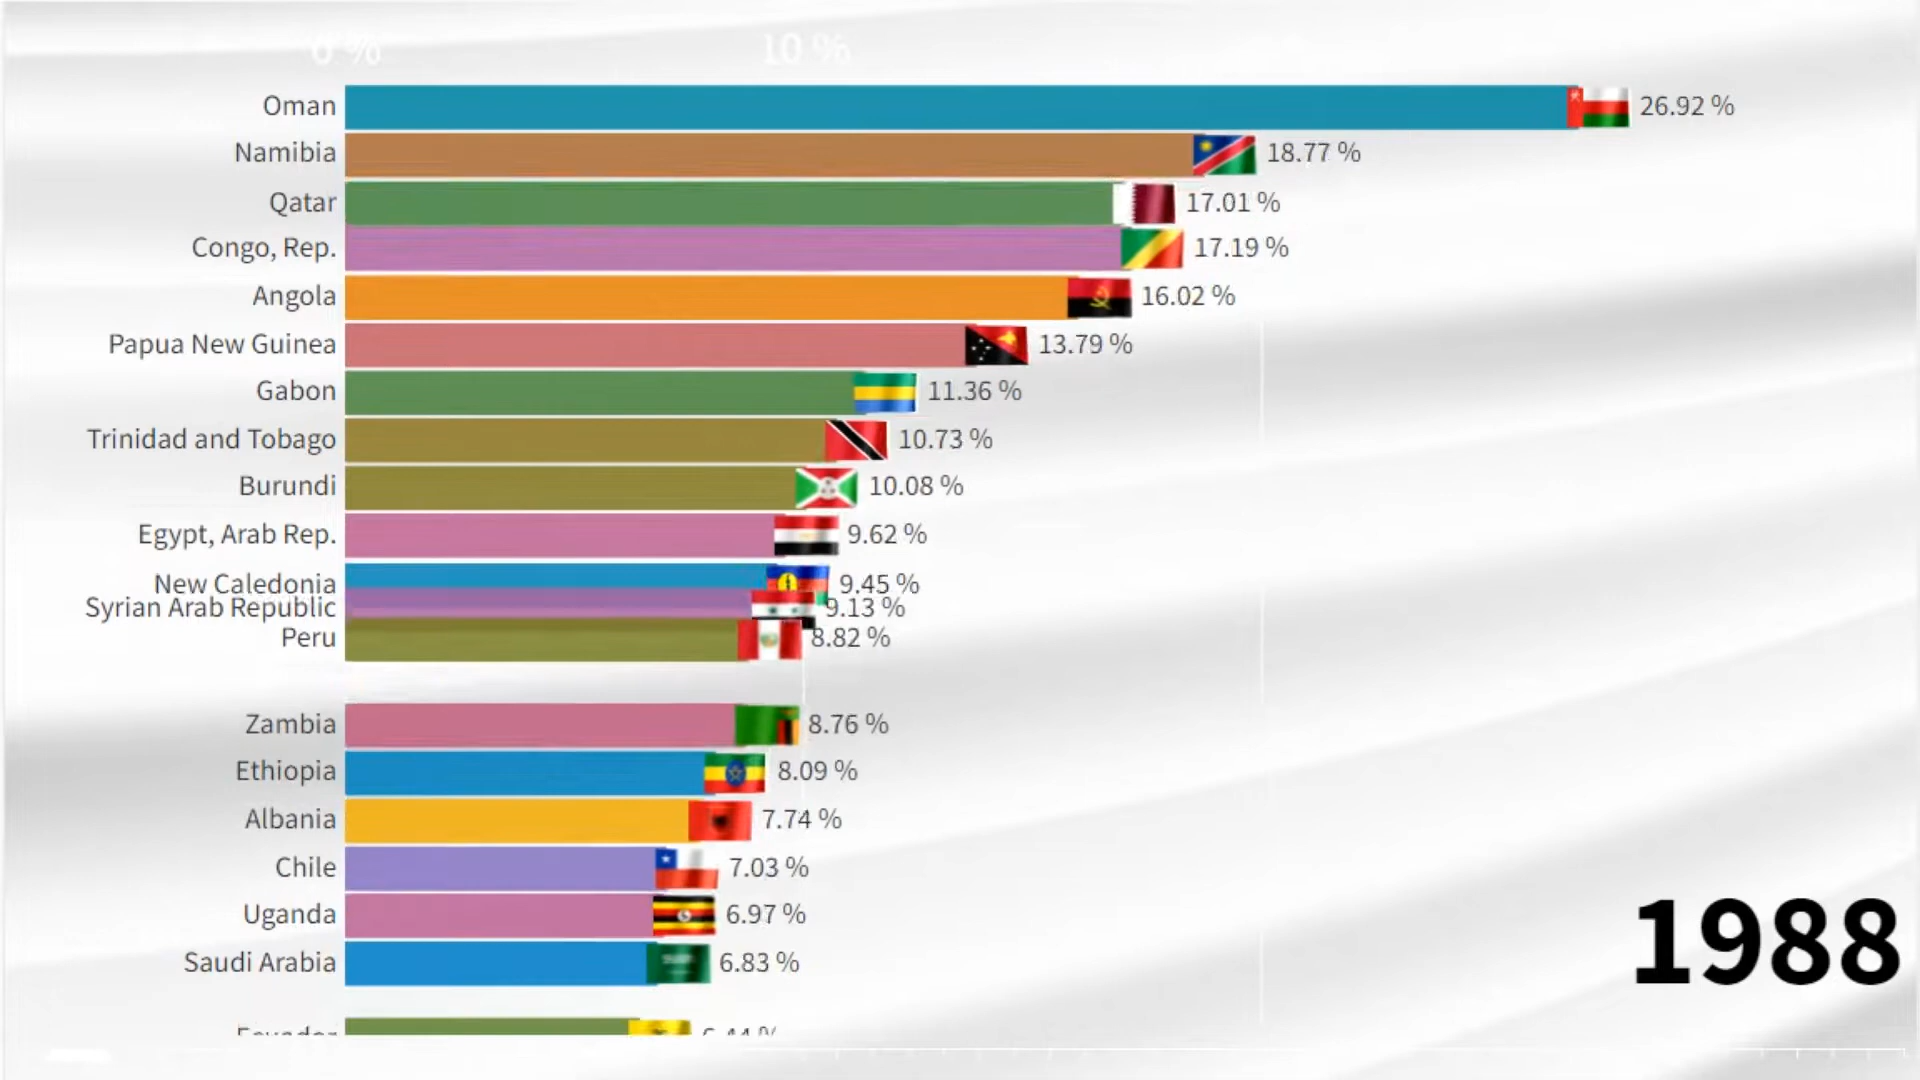 0 % 10 %
Oman 26.92 %
Namibia 18.77 %
Qatar 17.01 %
Congo, Rep. 17.19 %
Angola 16.02 %
Papua New Guinea 13.79 %
Gabon 11.36 %
Trinidad and Tobago 10.73 %
Burundi 10.08 %
Egypt, Arab Rep. 9.62 %
New Caledonia 9.45 %
Syrian Arab Republic 9.13 %
Peru 8.82 %
Zambia 8.76 %
Ethiopia 8.09 %
Albania 7.74 %
Chile 7.03 %
Uganda 6.97 %
Saudi Arabia 6.83 %
Ecuador
1988